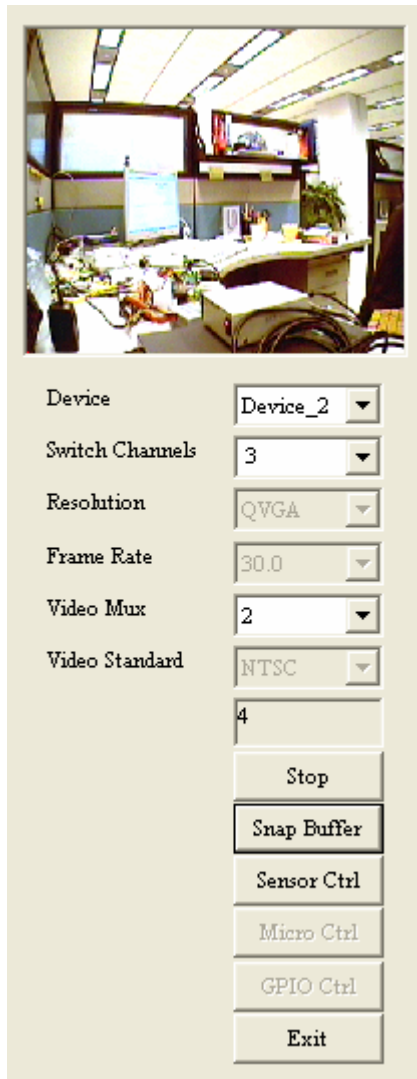 Device Device_2
Switch Channels 3
Resolution QVGA
Frame Rate 30.0
Video Mux 2
Video Standard NTSC
4
Stop
Snap Buffer
Sensor Ctrl
Micro Ctrl
GPIO Ctrl
Exit